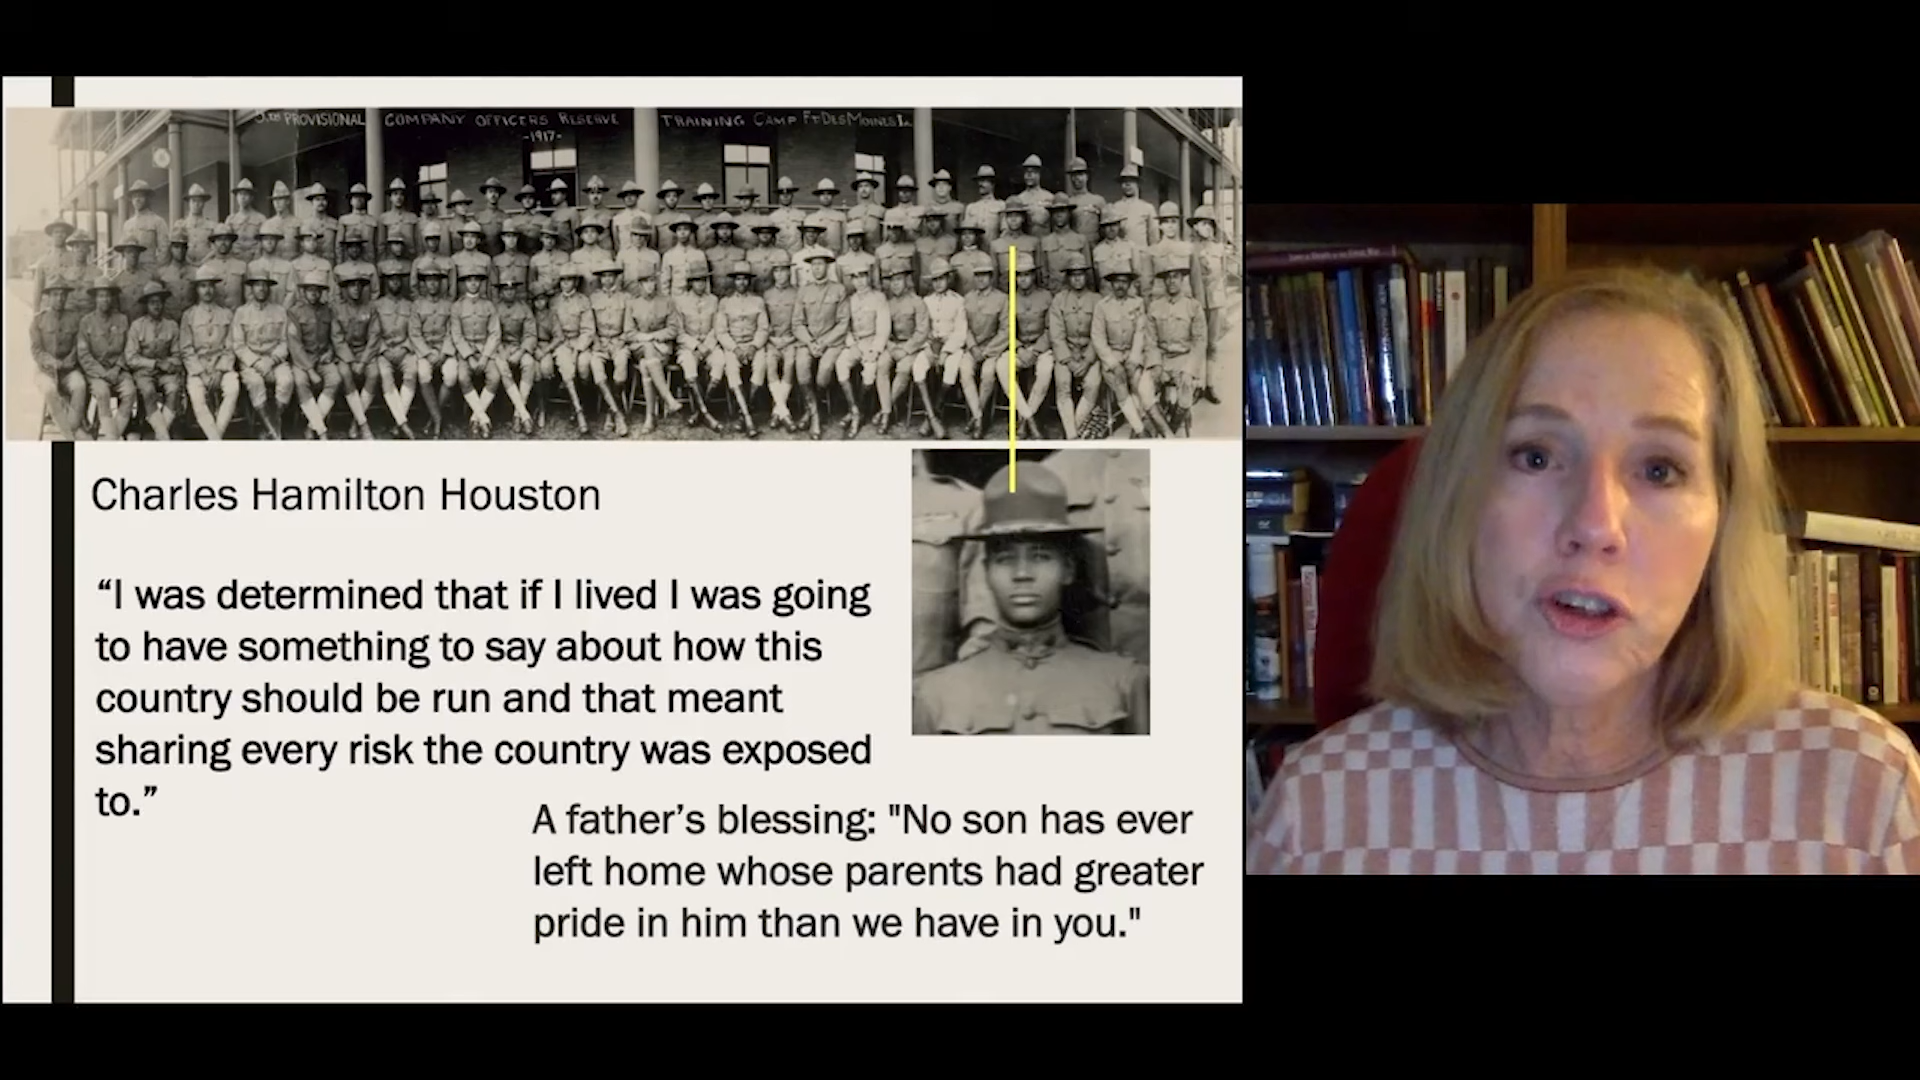 5TH PROVISIONAL COMPANY OFFICERS RESERVE TRAINING CAMP FT DES MOINES IA.
-1917-
Charles Hamilton Houston
“I was determined that if I lived I was going
to have something to say about how this
country should be run and that meant
sharing every risk the country was exposed
to.”
A father’s blessing: "No son has ever
left home whose parents had greater
pride in him than we have in you."